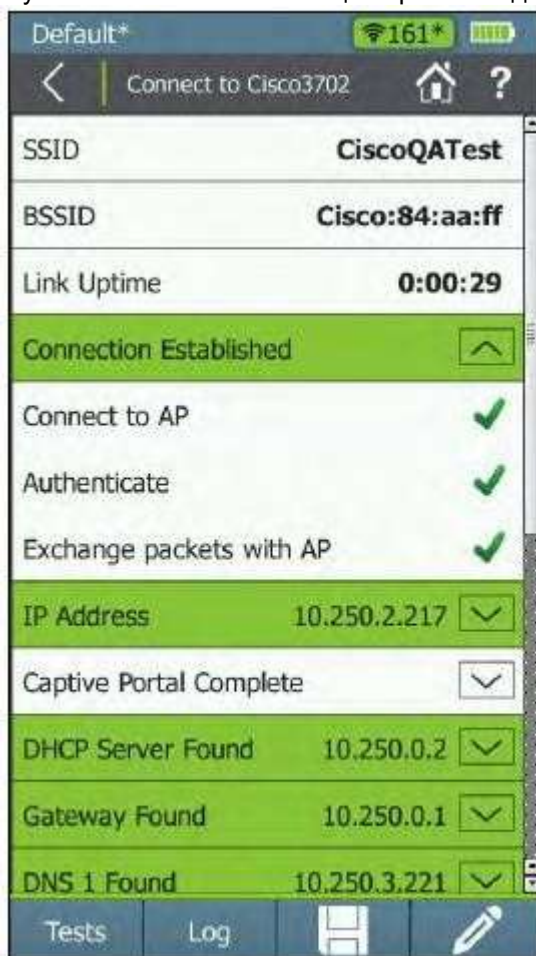 Default* 161*
Connect to Cisco3702 ?
SSID CiscoQATest
BSSID Cisco:84:aa:ff
Link Uptime 0:00:29
Connection Established
Connect to AP
Authenticate
Exchange packets with AP
IP Address 10.250.2.217
Captive Portal Complete
DHCP Server Found 10.250.0.2
Gateway Found 10.250.0.1
DNS 1 Found 10.250.3.221
Tests Log